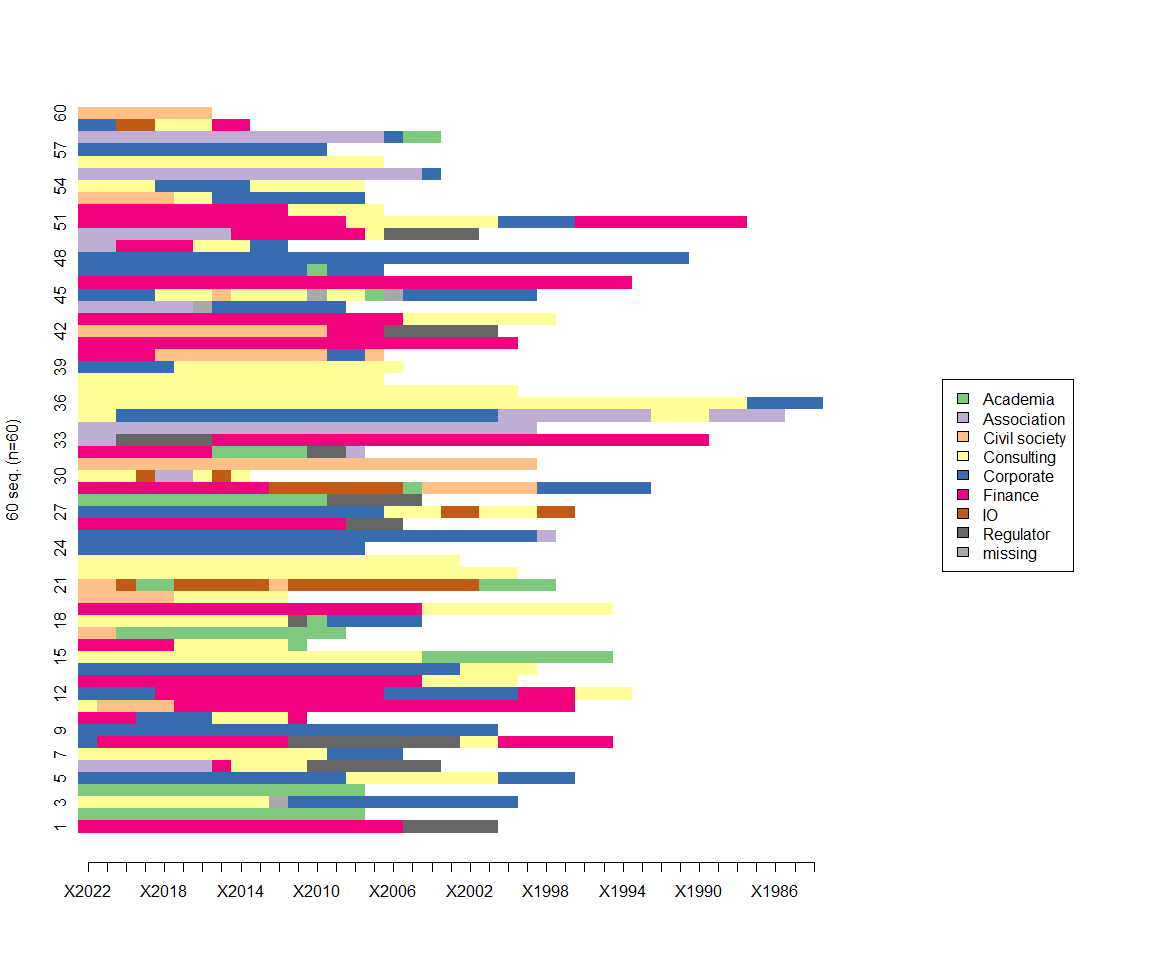 60
57
54
51
48
45
42
39
36
33
30
27
24
21
18
15
12
9
7
5
3
1
60 seq. (n=60)
X2022 X2018 X2014 X2010 X2006 X2002 X1998 X1994 X1990 X1986
Academia
Association
Civil society
Consulting
Corporate
Finance
IO
Regulator
missing